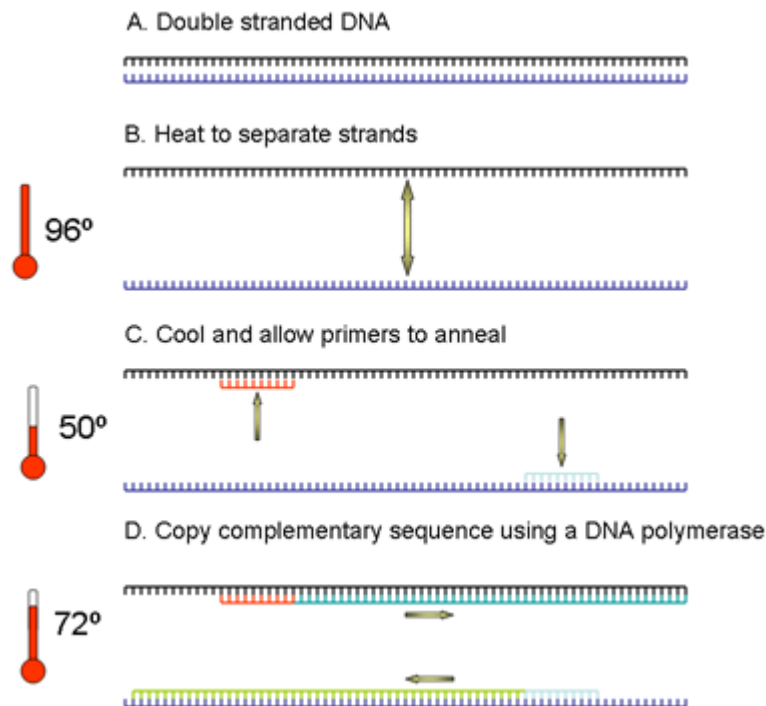 A. Double stranded DNA
B. Heat to separate strands
96º
C. Cool and allow primers to anneal
50º
D. Copy complementary sequence using a DNA polymerase
72º